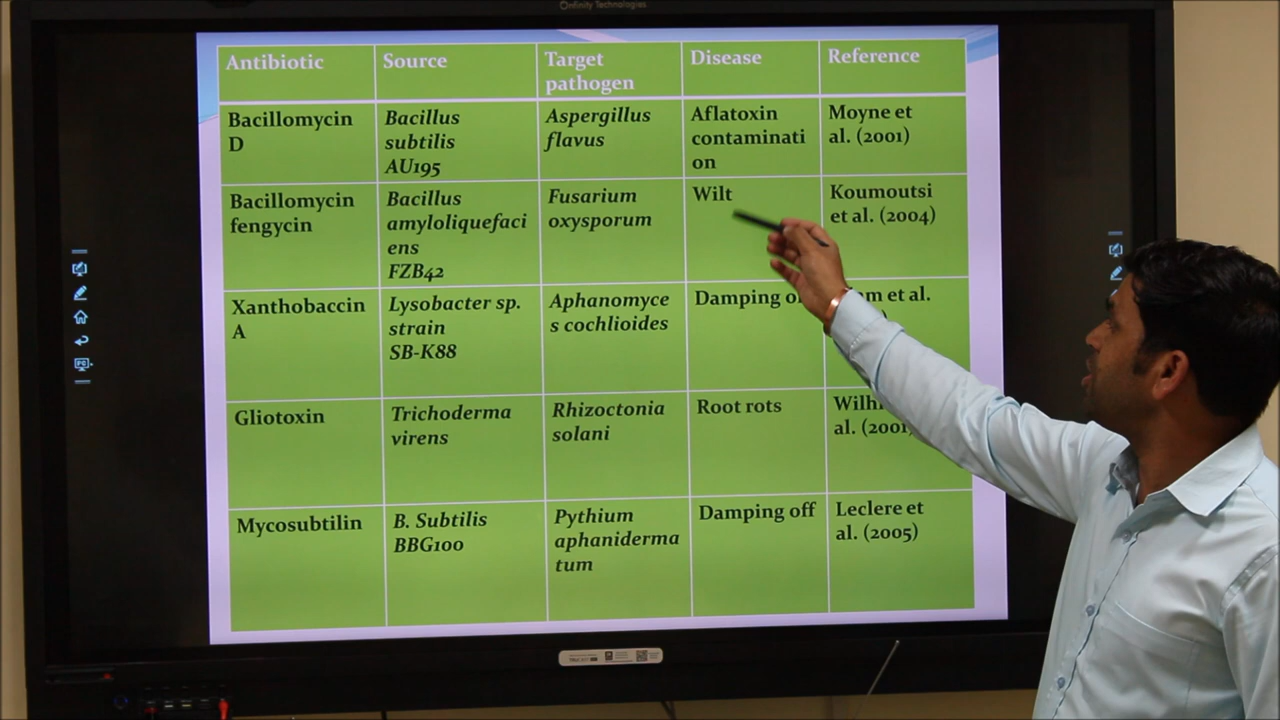 Onfinity Technologies
Antibiotic
Source
Target
pathogen
Disease
Reference
Bacillomycin
D
Bacillus
subtilis
AU195
Aspergillus
flavus
Aflatoxin
contaminati
on
Moyne et
al. (2001)
Bacillomycin
fengycin
Bacillus
amyloliquefaci
ens
FZB42
Fusarium
oxysporum
Wilt
Koumoutsi
et al. (2004)
Xanthobaccin
A
Lysobacter sp.
strain
SB-K88
Aphanomyce
s cochlioides
Damping
et al.
Gliotoxin
Trichoderma
virens
Rhizoctonia
solani
Root rots
al. (2001)
Mycosubtilin
B. Subtilis
BBG100
Pythium
aphaniderma
tum
Damping off
Leclere et
al. (2005)